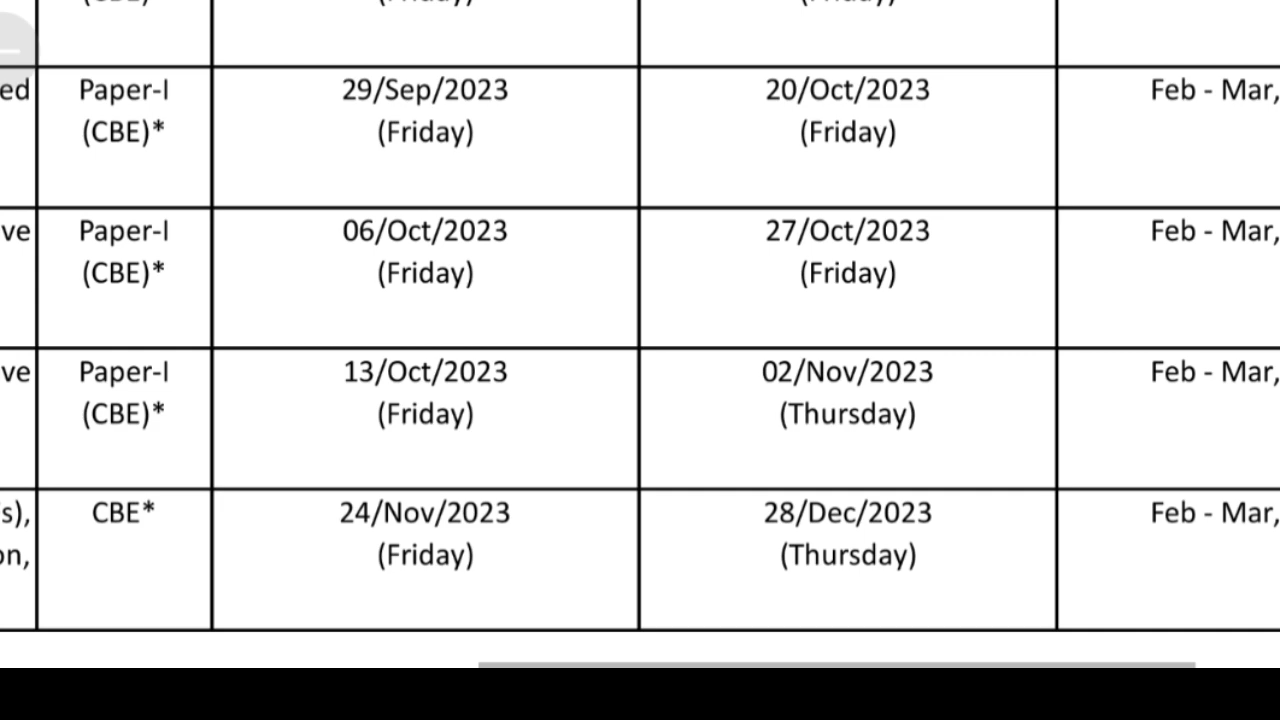 (CBE) (Friday) (Friday)
ed Paper-I 29/Sep/2023 20/Oct/2023 Feb - Mar,
(CBE)* (Friday) (Friday)
ve Paper-I 06/Oct/2023 27/Oct/2023 Feb - Mar,
(CBE)* (Friday) (Friday)
ve Paper-I 13/Oct/2023 02/Nov/2023 Feb - Mar,
(CBE)* (Friday) (Thursday)
s), CBE* 24/Nov/2023 28/Dec/2023 Feb - Mar,
on, (Friday) (Thursday)